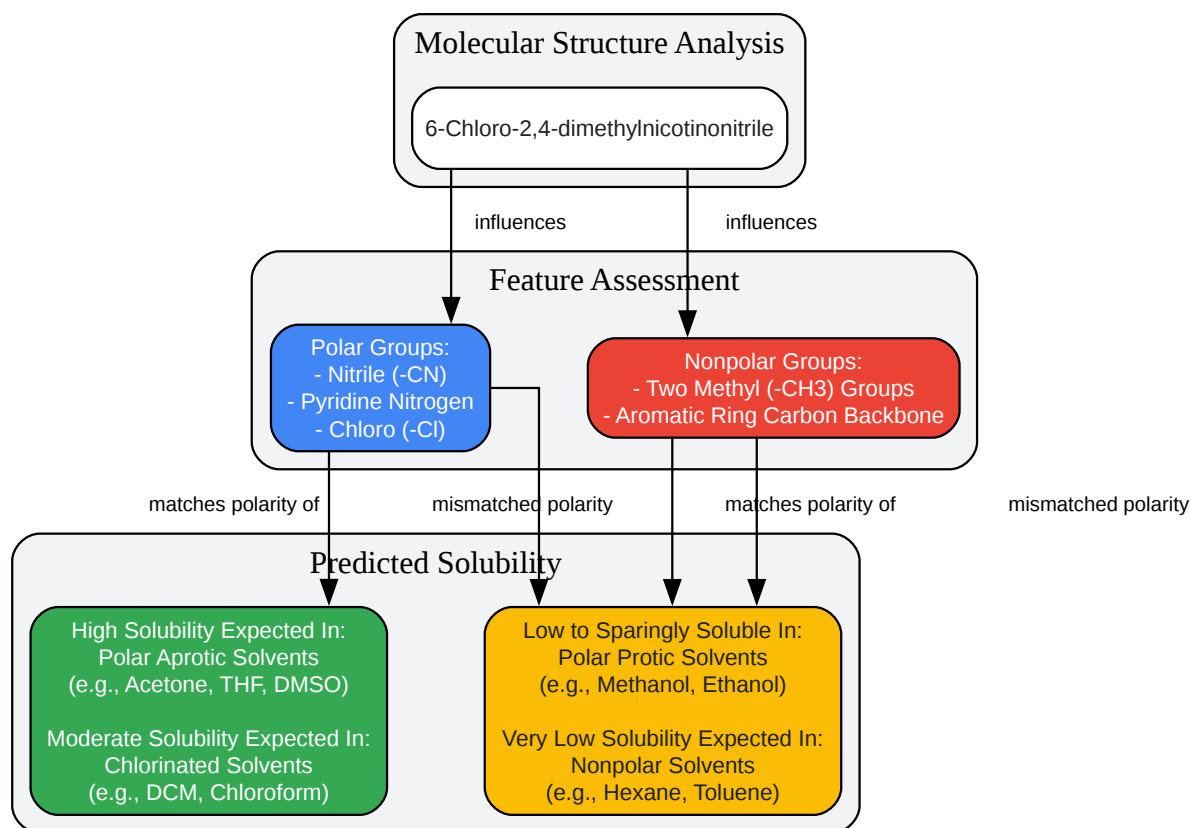 Molecular Structure Analysis
6-Chloro-2,4-dimethylnicotinonitrile
influences
influences
Feature Assessment
Polar Groups:
- Nitrile (-CN)
- Pyridine Nitrogen
- Chloro (-Cl)
Nonpolar Groups:
- Two Methyl (-CH3) Groups
- Aromatic Ring Carbon Backbone
matches polarity of
mismatched polarity
matches polarity of
mismatched polarity
Predicted Solubility
High Solubility Expected In:
Polar Aprotic Solvents
(e.g., Acetone, THF, DMSO)
Moderate Solubility Expected In:
Chlorinated Solvents
(e.g., DCM, Chloroform)
Low to Sparingly Soluble In:
Polar Protic Solvents
(e.g., Methanol, Ethanol)
Very Low Solubility Expected In:
Nonpolar Solvents
(e.g., Hexane, Toluene)